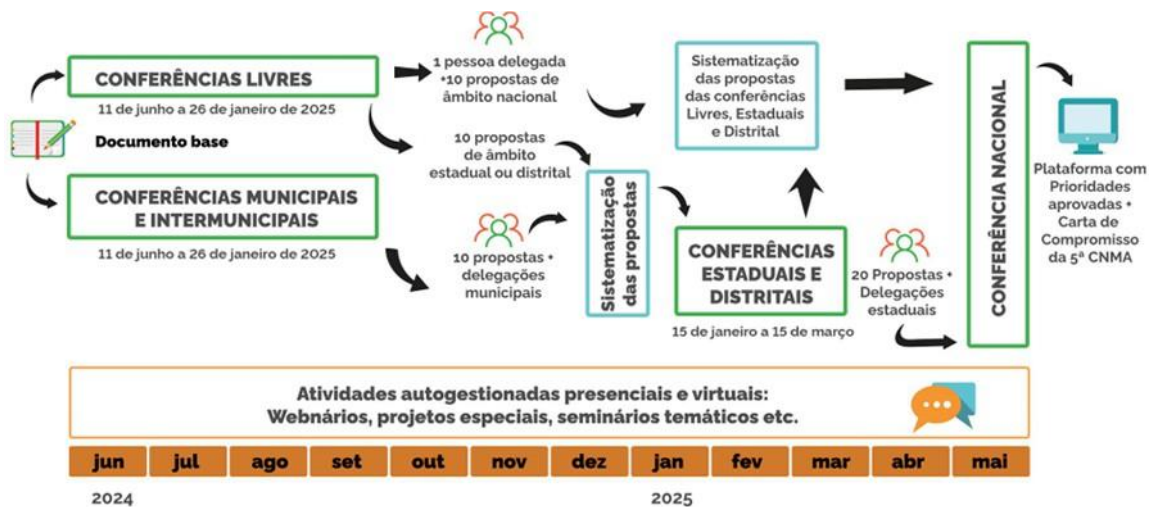 CONFERÊNCIAS LIVRES
11 de junho a 26 de janeiro de 2025
Documento base
CONFERÊNCIAS MUNICIPAIS
E INTERMUNICIPAIS
11 de junho a 26 de janeiro de 2025
1 pessoa delegada
+10 propostas de
âmbito nacional
10 propostas
de âmbito
estadual ou distrital
10 propostas +
delegações
municipais
Sistematização
das propostas
Sistematização
das propostas
das conferências
Livres, Estaduais
e Distrital
CONFERÊNCIAS
ESTADUAIS E
DISTRITAIS
15 de janeiro a 15 de março
20 Propostas +
Delegações
estaduais
CONFERÊNCIA NACIONAL
Plataforma com
Prioridades
aprovadas +
Carta de
Compromisso
da 5ª CNMA
Atividades autogestionadas presenciais e virtuais:
Webnários, projetos especiais, seminários temáticos etc.
jun jul ago set out nov dez jan fev mar abr mai
2024 2025